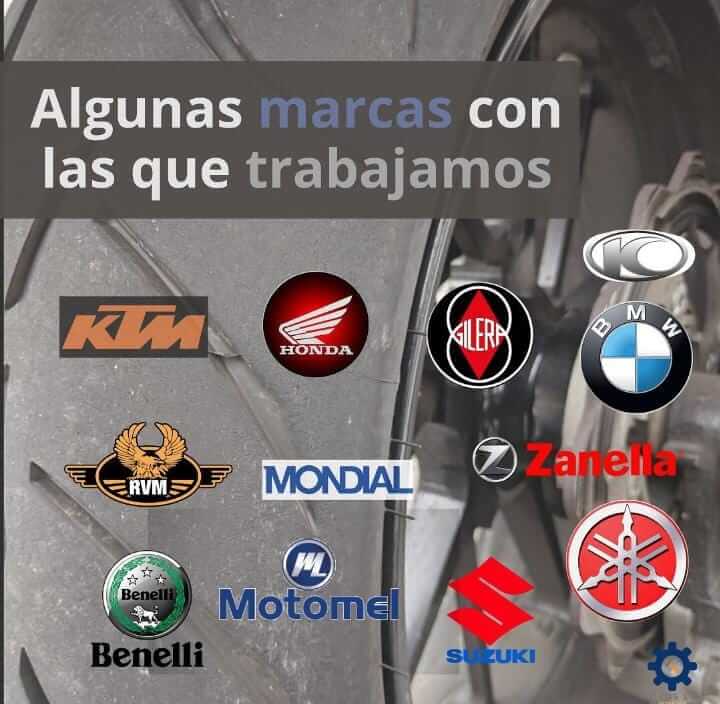 Algunas marcas con
las que trabajamos
KTM
HONDA
GILERA
BMW
RVM
MONDIAL
Zanella
Benelli
Benelli
Motomel
SUZUKI